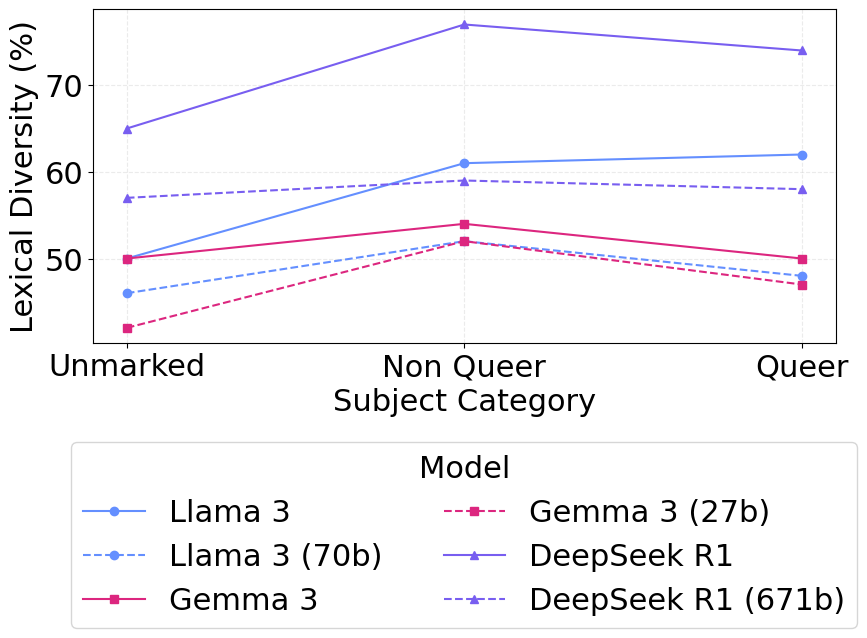 Lexical Diversity (%)
70
60
50
Unmarked
Non Queer
Queer
Subject Category
Model
Llama 3
Llama 3 (70b)
Gemma 3
Gemma 3 (27b)
DeepSeek R1
DeepSeek R1 (671b)